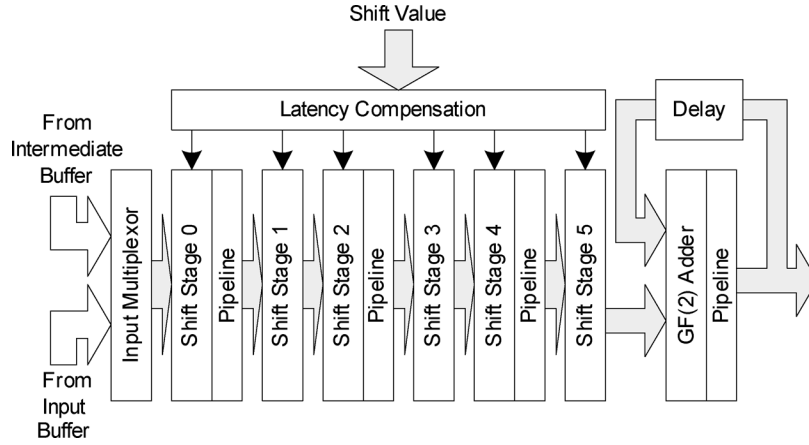 Shift Value
Latency Compensation
Delay
From
Intermediate
Buffer
From
Input
Buffer
Input Multiplexor
Shift Stage 0
Pipeline
Shift Stage 1
Shift Stage 2
Pipeline
Shift Stage 3
Shift Stage 4
Pipeline
Shift Stage 5
GF(2) Adder
Pipeline